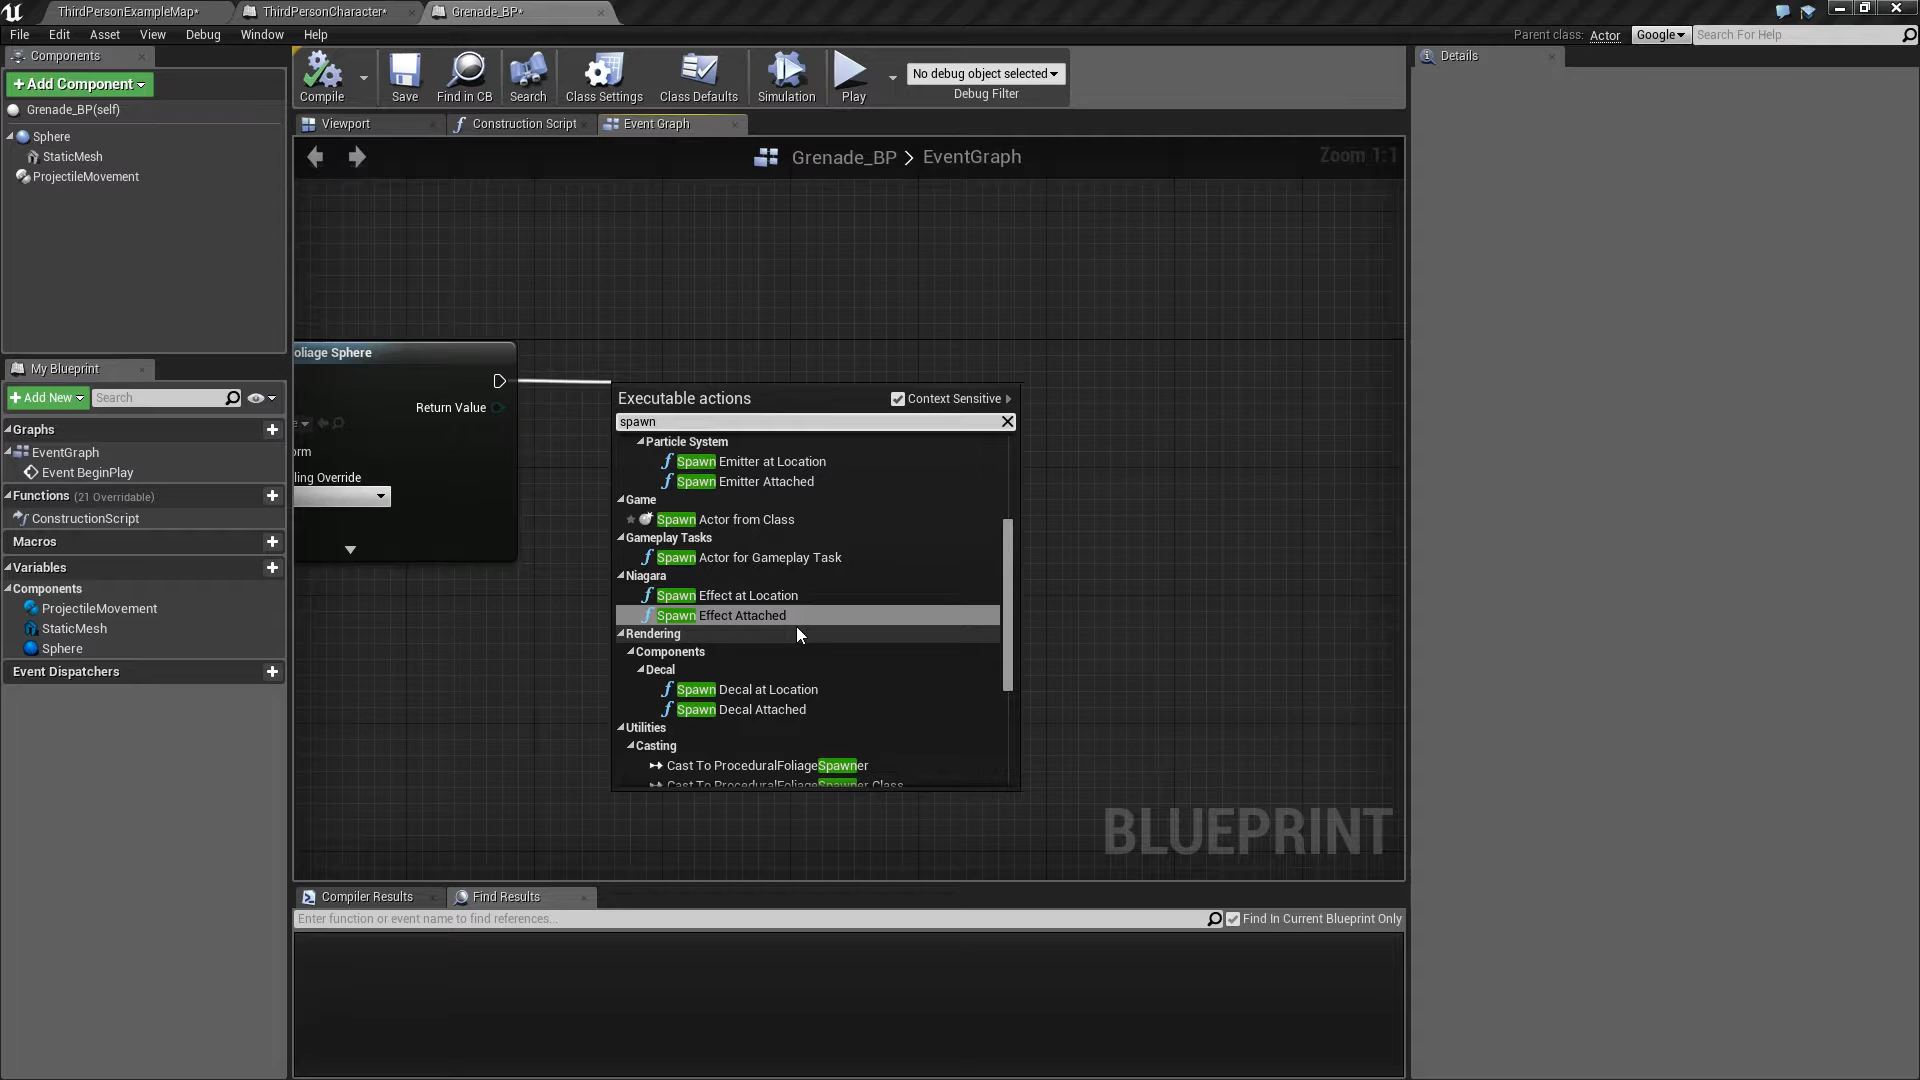 ThirdPersonExampleMap*
ThirdPersonCharacter*
Grenade_BP*
File Edit Asset View Debug Window Help
Parent class: Actor
Google
Search For Help
Components
+Add Component
Grenade_BP(self)
Sphere
StaticMesh
ProjectileMovement
Compile
Save
Find in CB
Search
Class Settings
Class Defaults
Simulation
Play
No debug object selected
Debug Filter
Details
Viewport
Construction Script
Event Graph
Grenade_BP > EventGraph
Zoom 1:1
My Blueprint
+Add New
Search
Graphs
EventGraph
Event BeginPlay
Functions (21 Overridable)
ConstructionScript
Macros
Variables
Components
ProjectileMovement
StaticMesh
Sphere
Event Dispatchers
oliage Sphere
Return Value
orm
ling Override
Executable actions
Context Sensitive
spawn
Particle System
Spawn Emitter at Location
Spawn Emitter Attached
Game
Spawn Actor from Class
Gameplay Tasks
Spawn Actor for Gameplay Task
Niagara
Spawn Effect at Location
Spawn Effect Attached
Rendering
Components
Decal
Spawn Decal at Location
Spawn Decal Attached
Utilities
Casting
Cast To ProceduralFoliageSpawner
Cast To ProceduralFoliageSpawner Class
BLUEPRINT
Compiler Results
Find Results
Enter function or event name to find references...
Find In Current Blueprint Only